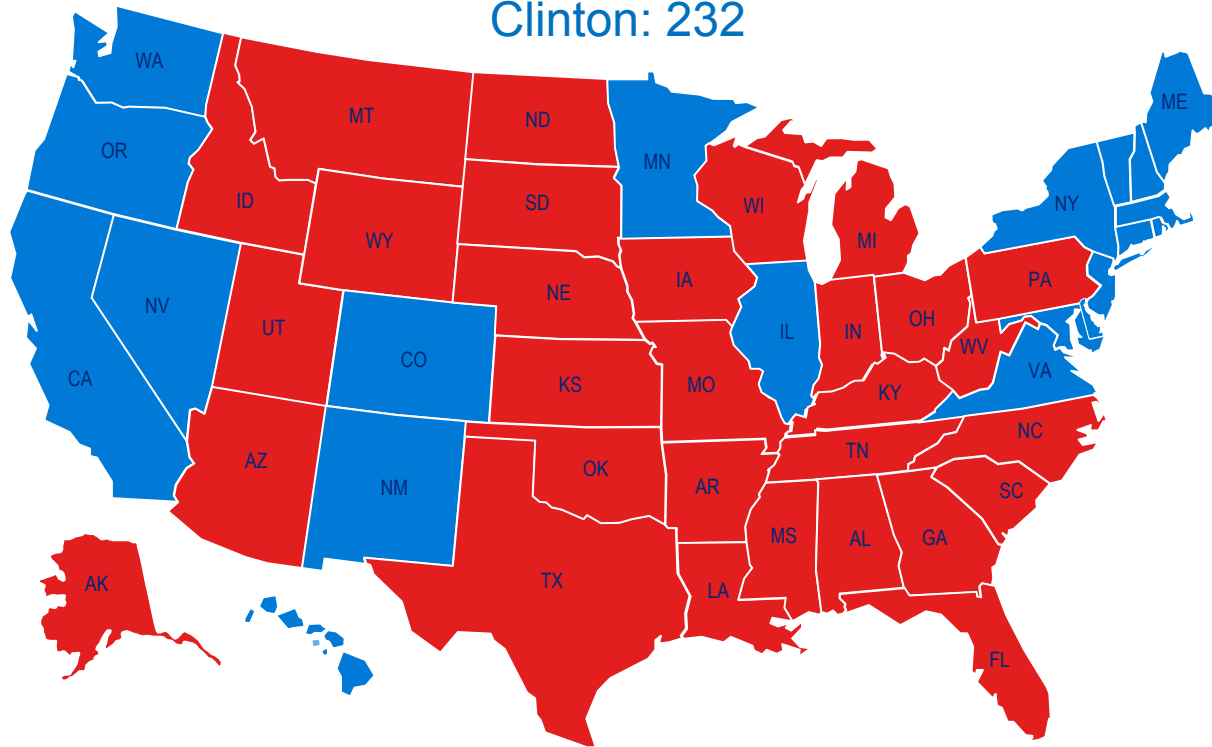 Clinton: 232
WA
ME
MT
ND
OR
MN
ID
SD
WI
NY
WY
MI
IA
PA
NE
NV
UT
CO
IL
IN
OH
WV
CA
KS
MO
KY
VA
NC
AZ
NM
OK
AR
TN
SC
MS
AL
GA
AK
TX
LA
FL